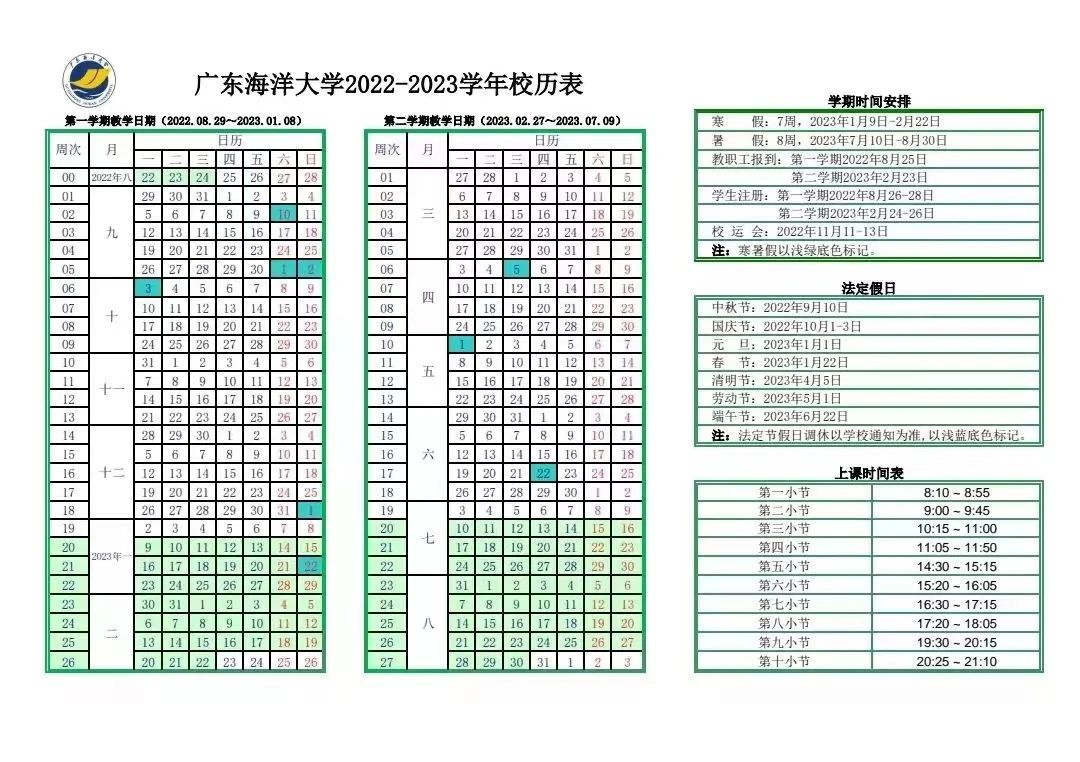 广东海洋大学2022-2023学年校历表
第一学期教学日期（2022.08.29～2023.01.08）
周次 月 日历
一 二 三 四 五 六 日
00 2022年八 22 23 24 25 26 27 28
01 29 30 31 1 2 3 4
02 5 6 7 8 9 10 11
03 九 12 13 14 15 16 17 18
04 19 20 21 22 23 24 25
05 26 27 28 29 30 1 2
06 3 4 5 6 7 8 9
07 十 10 11 12 13 14 15 16
08 17 18 19 20 21 22 23
09 24 25 26 27 28 29 30
10 31 1 2 3 4 5 6
11 十一 7 8 9 10 11 12 13
12 14 15 16 17 18 19 20
13 21 22 23 24 25 26 27
14 28 29 30 1 2 3 4
15 5 6 7 8 9 10 11
16 十二 12 13 14 15 16 17 18
17 19 20 21 22 23 24 25
18 26 27 28 29 30 31 1
19 2 3 4 5 6 7 8
20 2023年一 9 10 11 12 13 14 15
21 16 17 18 19 20 21 22
22 23 24 25 26 27 28 29
23 30 31 1 2 3 4 5
24 二 6 7 8 9 10 11 12
25 13 14 15 16 17 18 19
26 20 21 22 23 24 25 26
第二学期教学日期（2023.02.27～2023.07.09）
周次 月 日历
一 二 三 四 五 六 日
01 27 28 1 2 3 4 5
02 6 7 8 9 10 11 12
03 三 13 14 15 16 17 18 19
04 20 21 22 23 24 25 26
05 27 28 29 30 31 1 2
06 3 4 5 6 7 8 9
07 四 10 11 12 13 14 15 16
08 17 18 19 20 21 22 23
09 24 25 26 27 28 29 30
10 1 2 3 4 5 6 7
11 五 8 9 10 11 12 13 14
12 15 16 17 18 19 20 21
13 22 23 24 25 26 27 28
14 29 30 31 1 2 3 4
15 5 6 7 8 9 10 11
16 六 12 13 14 15 16 17 18
17 19 20 21 22 23 24 25
18 26 27 28 29 30 1 2
19 3 4 5 6 7 8 9
20 七 10 11 12 13 14 15 16
21 17 18 19 20 21 22 23
22 24 25 26 27 28 29 30
23 31 1 2 3 4 5 6
24 7 8 9 10 11 12 13
25 八 14 15 16 17 18 19 20
26 21 22 23 24 25 26 27
27 28 29 30 31 1 2 3
学期时间安排
寒 假：7周，2023年1月9日-2月22日
暑 假：8周，2023年7月10日-8月30日
教职工报到：第一学期2022年8月25日
第二学期2023年2月23日
学生注册：第一学期2022年8月26-28日
第二学期2023年2月24-26日
校 运 会：2022年11月11-13日
注：寒暑假以浅绿底色标记。
法定假日
中秋节：2022年9月10日
国庆节：2022年10月1-3日
元 旦：2023年1月1日
春 节：2023年1月22日
清明节：2023年4月5日
劳动节：2023年5月1日
端午节：2023年6月22日
注：法定节假日调休以学校通知为准,以浅蓝底色标记。
上课时间表
第一小节 8:10 ~ 8:55
第二小节 9:00 ~ 9:45
第三小节 10:15 ~ 11:00
第四小节 11:05 ~ 11:50
第五小节 14:30 ~ 15:15
第六小节 15:20 ~ 16:05
第七小节 16:30 ~ 17:15
第八小节 17:20 ~ 18:05
第九小节 19:30 ~ 20:15
第十小节 20:25 ~ 21:10